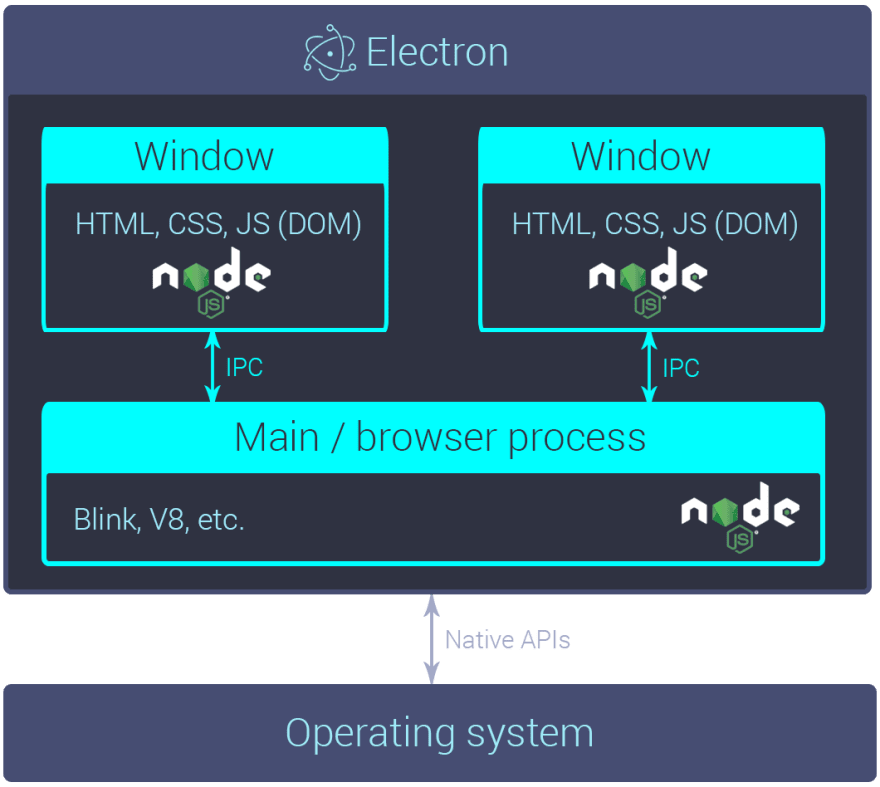 Electron
Window
Window
HTML, CSS, JS (DOM)
HTML, CSS, JS (DOM)
node
JS
node
JS
IPC
IPC
Main / browser process
Blink, V8, etc.
node
JS
Native APIs
Operating system